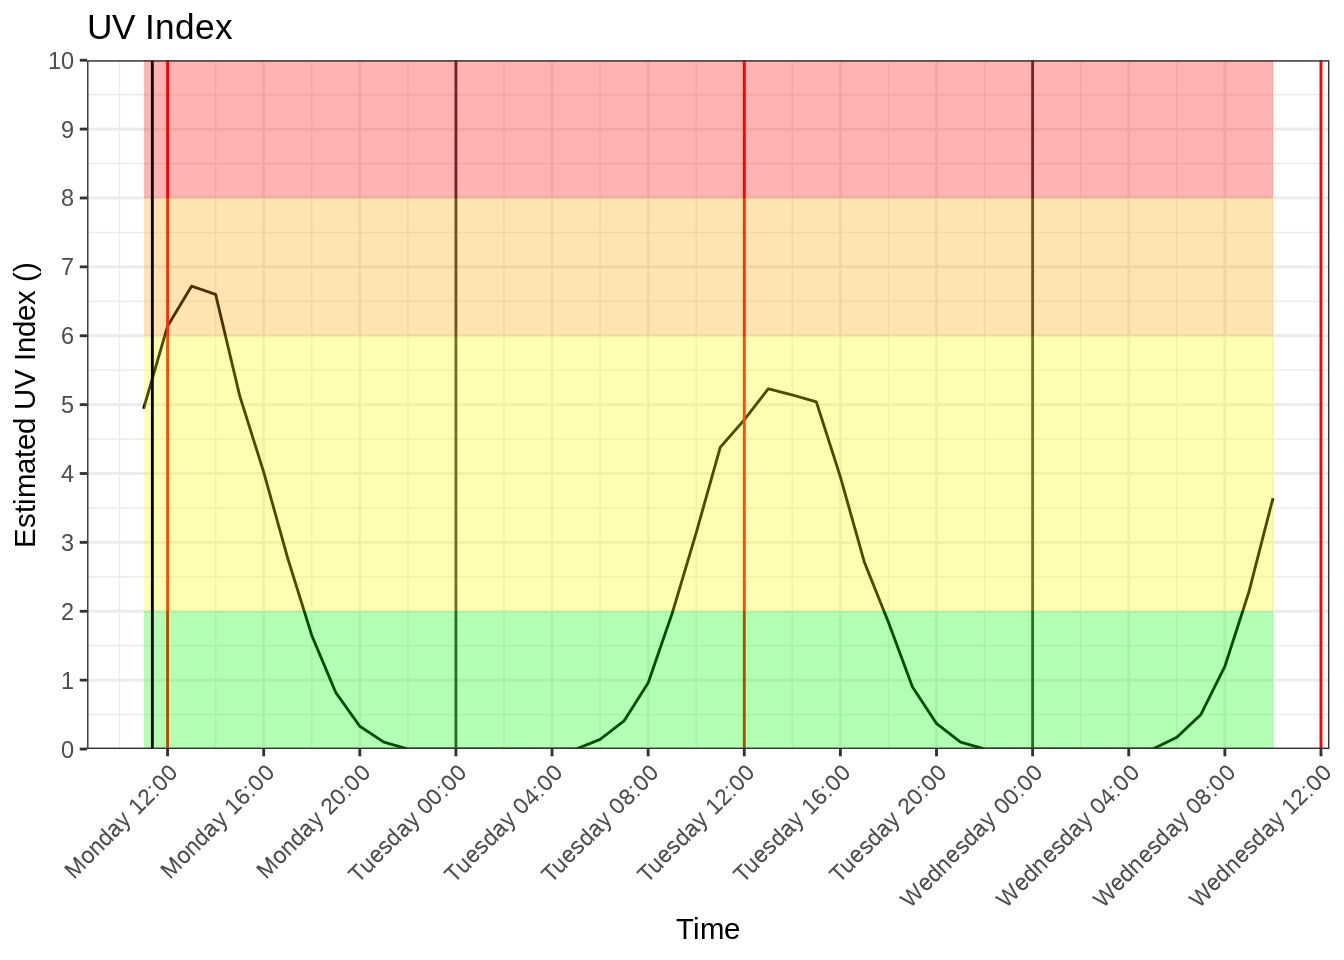 UV Index
Estimated UV Index ()
10
9
8
7
6
5
4
3
2
1
0
Monday 12:00
Monday 16:00
Monday 20:00
Tuesday 00:00
Tuesday 04:00
Tuesday 08:00
Tuesday 12:00
Tuesday 16:00
Tuesday 20:00
Wednesday 00:00
Wednesday 04:00
Wednesday 08:00
Wednesday 12:00
Time